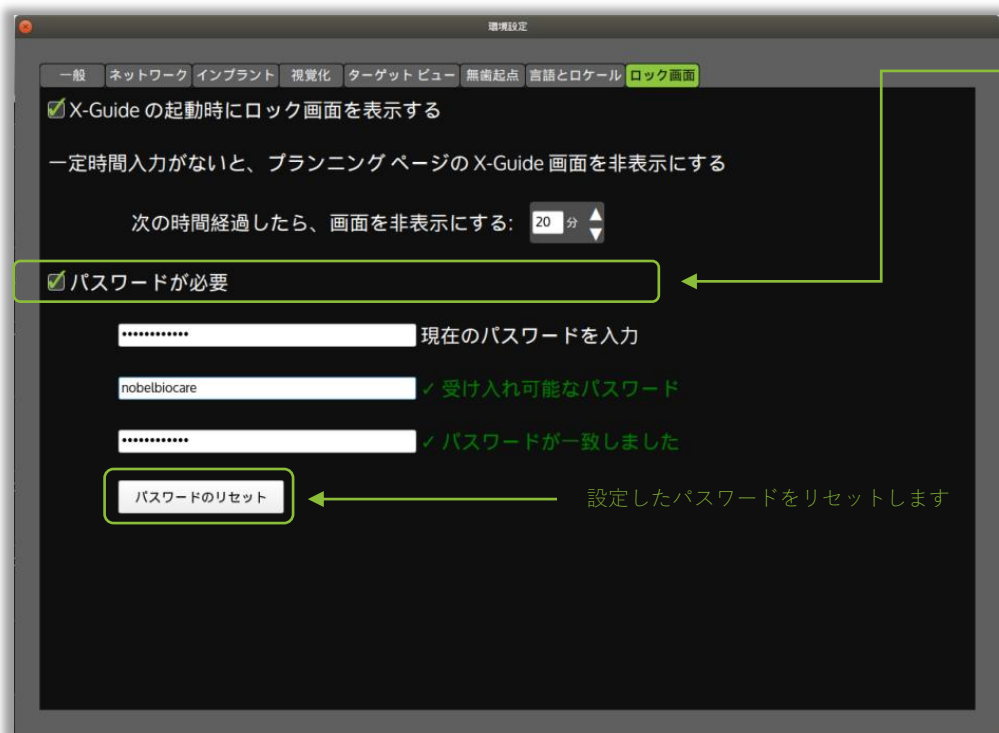 環境設定
一般 ネットワーク インプラント 視覚化 ターゲット ビュー 無歯起点 言語とロケール ロック画面
X-Guide の起動時にロック画面を表示する
一定時間入力がないと、プランニング ページの X-Guide 画面を非表示にする
次の時間経過したら、画面を非表示にする: 20 分
パスワードが必要
•••••••••••• 現在のパスワードを入力
nobelbiocare ✓ 受け入れ可能なパスワード
•••••••••••• ✓ パスワードが一致しました
パスワードのリセット 設定したパスワードをリセットします